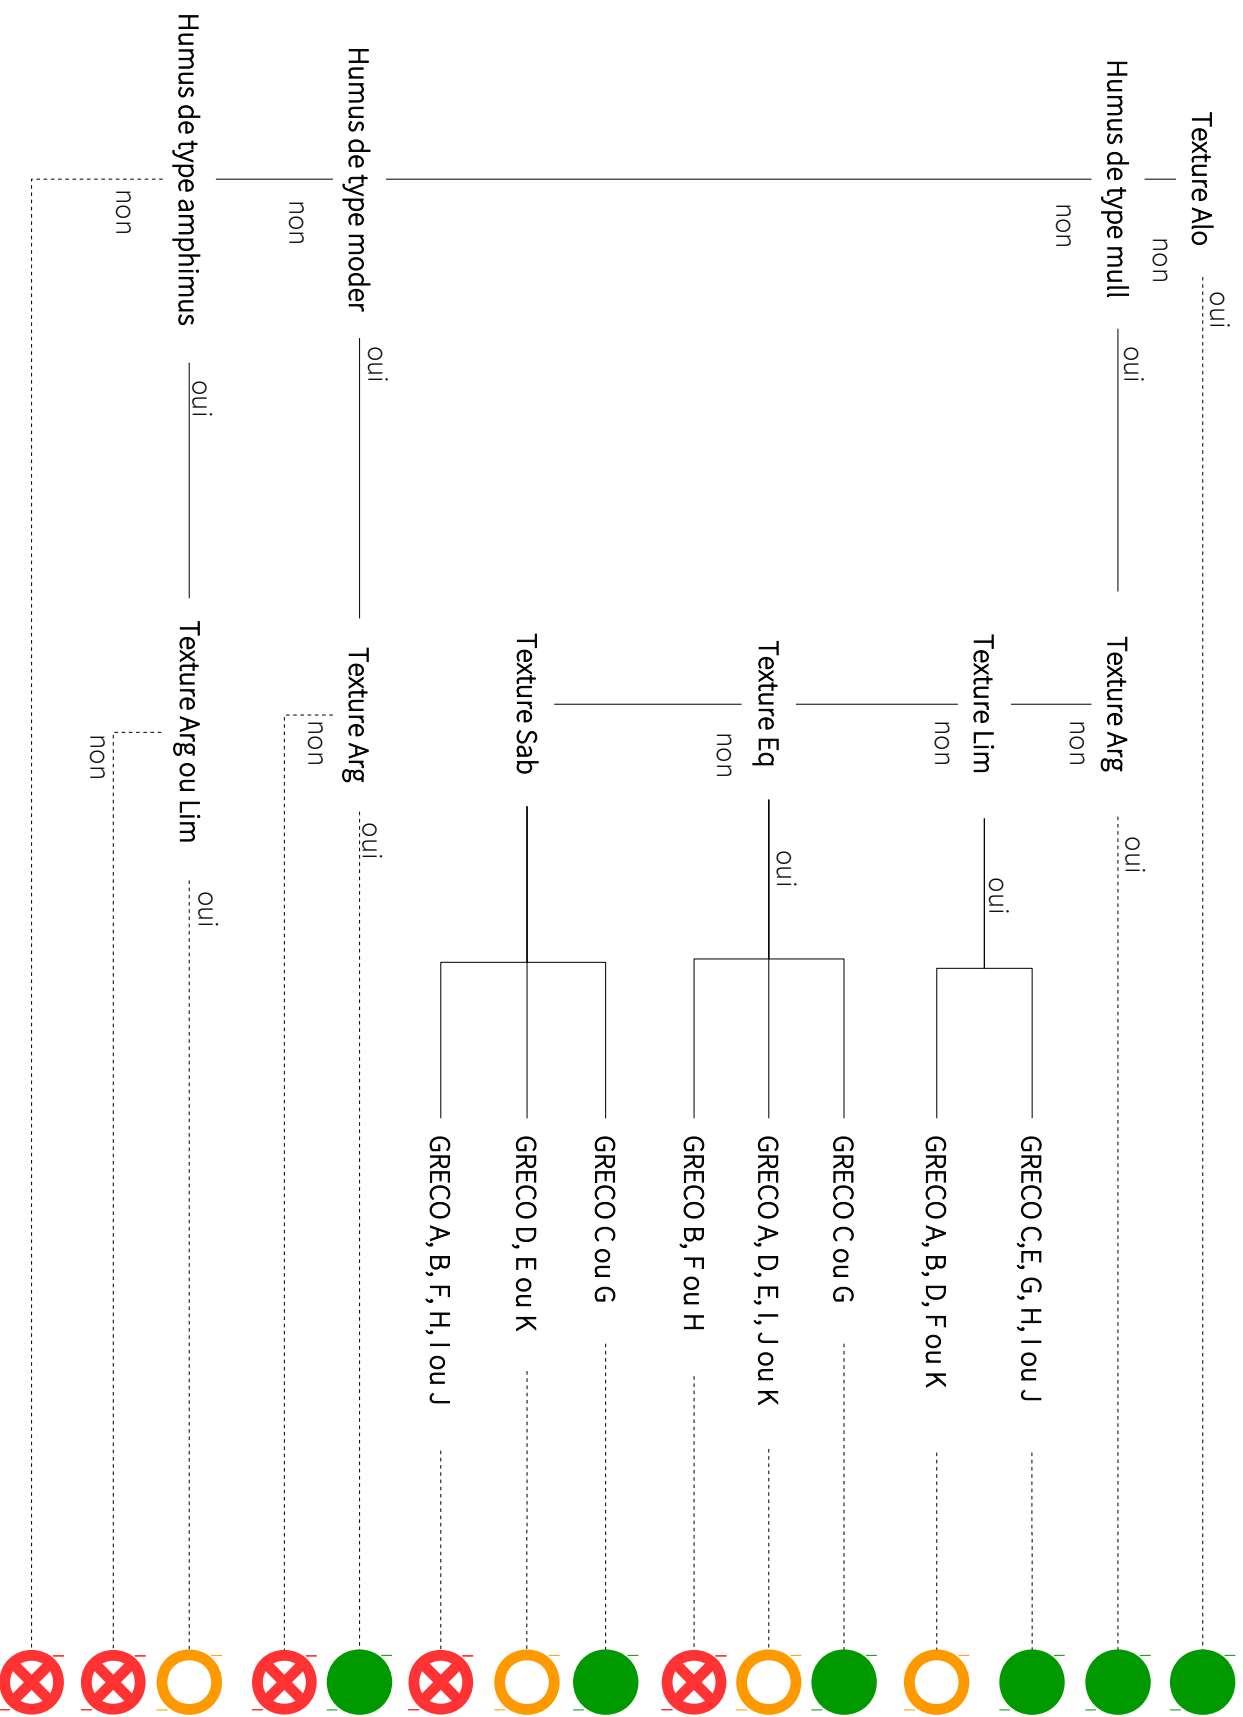 Texture Alo
oui
non
Humus de type mull
oui
Texture Arg
oui
non
non
Texture Lim
oui
GRECO C,E, G, H, I ou J
GRECO A, B, D, F ou K
non
Texture Eq
oui
GRECO C ou G
GRECO A, D, E, I, J ou K
GRECO B, F ou H
non
Texture Sab
GRECO C ou G
GRECO D, E ou K
GRECO A, B, F, H, I ou J
Humus de type moder
oui
Texture Arg
oui
non
non
Humus de type amphimus
oui
Texture Arg ou Lim
oui
non
non